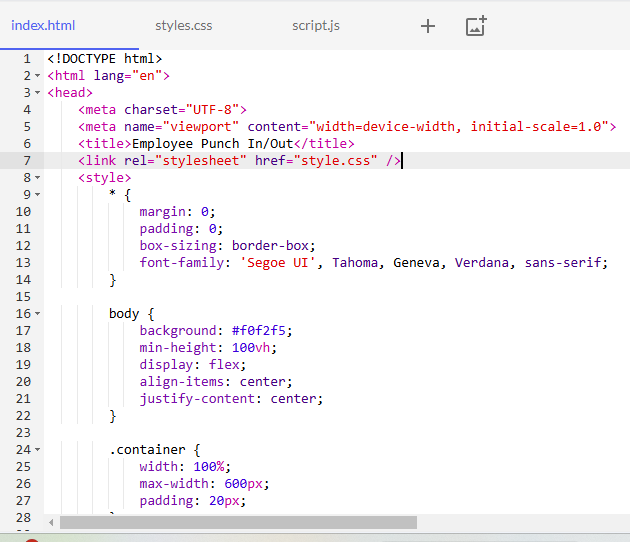 index.html styles.css script.js +
1 <!DOCTYPE html>
2 <html lang="en">
3 <head>
4 <meta charset="UTF-8">
5 <meta name="viewport" content="width=device-width, initial-scale=1.0">
6 <title>Employee Punch In/Out</title>
7 <link rel="stylesheet" href="style.css" />
8 <style>
9 * {
10 margin: 0;
11 padding: 0;
12 box-sizing: border-box;
13 font-family: 'Segoe UI', Tahoma, Geneva, Verdana, sans-serif;
14 }
15
16 body {
17 background: #f0f2f5;
18 min-height: 100vh;
19 display: flex;
20 align-items: center;
21 justify-content: center;
22 }
23
24 .container {
25 width: 100%;
26 max-width: 600px;
27 padding: 20px;
28